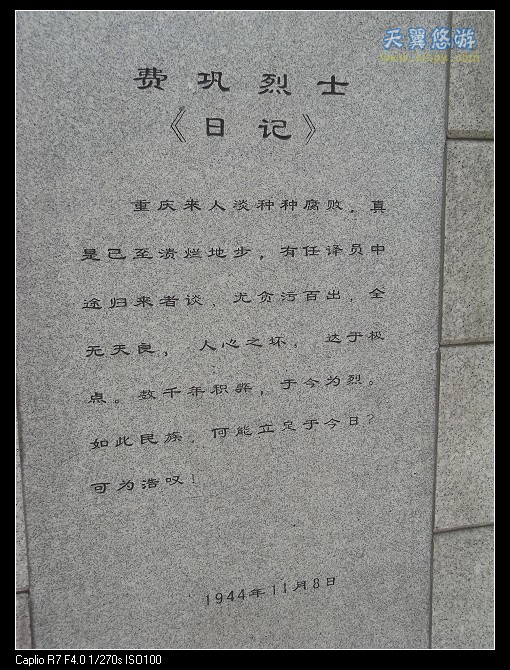 天翼悠游
费巩烈士
《日记》
重庆来人淡种种腐败，真
是已至溃烂地步，有任译员中
途归来者谈，尤贪污百出，全
无天良，人心之坏，达于极
点。数千年积弊，于今为烈。
如此民族，何能立足于今日？
可为浩叹！
1944年11月8日
Caplio R7 F4.0 1/270s ISO100